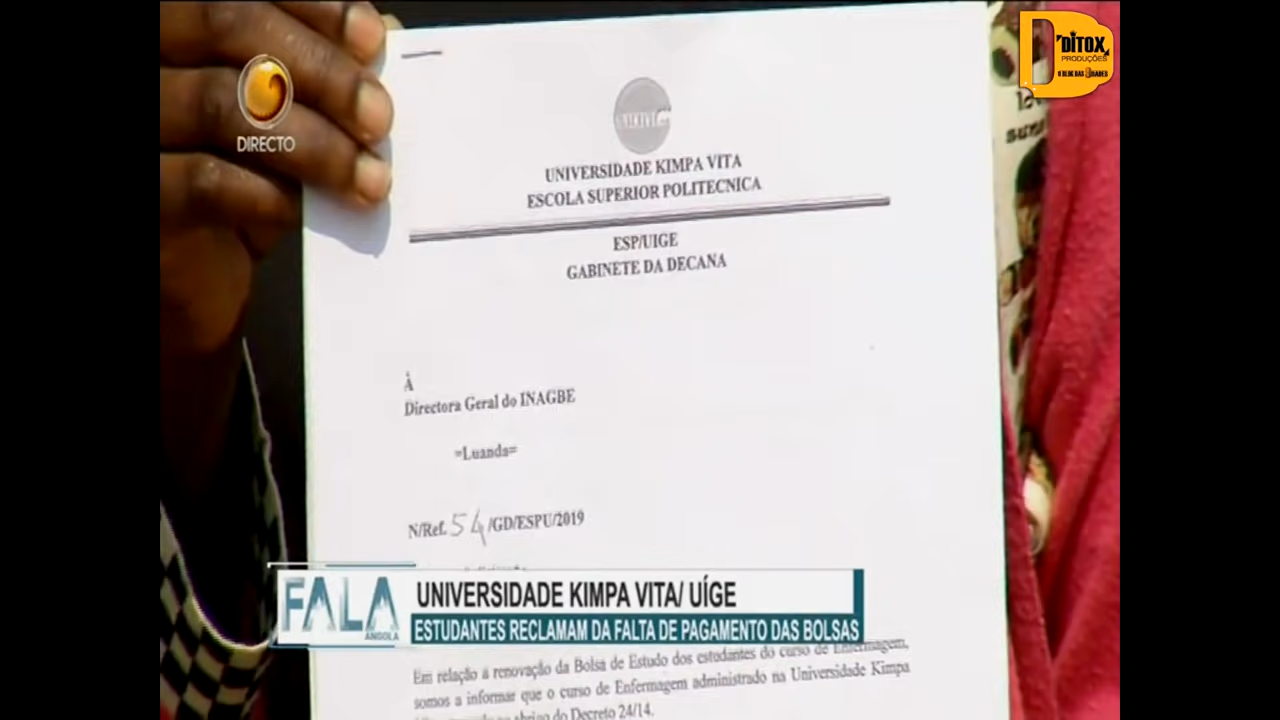 DIRECTO
D'DITOX
PRODUÇÕES
UNIVERSIDADE KIMPA VITA
ESCOLA SUPERIOR POLITECNICA
ESP/UIGE
GABINETE DA DECANA
À
Directora Geral do INAGBE
=Luanda=
N/Ref. 54 /GD/ESPU/2019
FALA
ANGOLA
UNIVERSIDADE KIMPA VITA/ UÍGE
ESTUDANTES RECLAMAM DA FALTA DE PAGAMENTO DAS BOLSAS
Em relação a renovação da Bolsa de Estudo dos estudantes do curso de Enfermagem,
somos a informar que o curso de Enfermagem administrado na Universidade Kimpa
ao abrigo do Decreto 24/14.